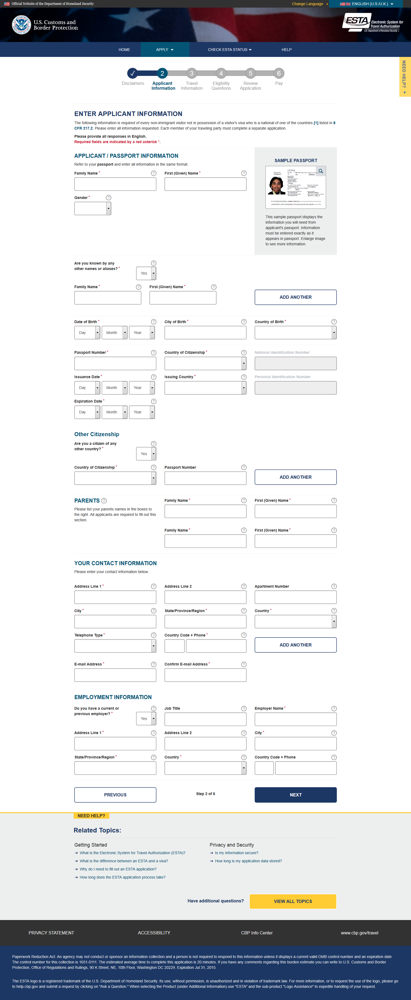 Official Website of the Department of Homeland Security
Change Language
ENGLISH (U.S./U.K.)
U.S. Customs and
Border Protection
ESTA
Electronic System for
Travel Authorization
U.S. Department of Homeland Security
HOME
APPLY
CHECK ESTA STATUS
HELP
NEED HELP?
2
3
4
5
6
Disclaimers
Applicant
Information
Travel
Information
Eligibility
Questions
Review
Application
Pay
ENTER APPLICANT INFORMATION
The following information is required of every non-immigrant visitor not in possession of a visitor's visa who is a national of one of the countries [1] listed in 8
CFR 217.2. Please enter all information requested. Each member of your traveling party must complete a separate application.
Please provide all responses in English.
Required fields are indicated by a red asterisk *.
APPLICANT / PASSPORT INFORMATION
Refer to your passport and enter all information in the same format.
Family Name *
First (Given) Name *
Gender *
SAMPLE PASSPORT
UTOPIA
This sample passport displays the
information you will need from
applicant's passport. Information
must be entered exactly as it
appears in passport. Enlarge image
to see more information.
Are you known by any
other names or aliases? *
Yes
Family Name *
First (Given) Name *
ADD ANOTHER
Date of Birth *
Day
Month
Year
City of Birth *
Country of Birth *
Passport Number *
Country of Citizenship *
National Identification Number
Issuance Date *
Day
Month
Year
Issuing Country *
Personal Identification Number
Expiration Date *
Day
Month
Year
Other Citizenship
Are you a citizen of any
other country? *
Yes
Country of Citizenship *
Passport Number
ADD ANOTHER
PARENTS
Please list your parents names in the boxes to
the right. All applicants are required to fill out this
section.
Family Name *
First (Given) Name *
Family Name *
First (Given) Name *
YOUR CONTACT INFORMATION
Please enter your contact information below.
Address Line 1 *
Address Line 2
Apartment Number
City *
State/Province/Region *
Country *
Telephone Type *
Country Code + Phone *
ADD ANOTHER
E-mail Address *
Confirm E-mail Address *
EMPLOYMENT INFORMATION
Do you have a current or
previous employer? *
Yes
Job Title
Employer Name *
Address Line 1 *
Address Line 2
City *
State/Province/Region *
Country *
Country Code + Phone
PREVIOUS
Step 2 of 6
NEXT
NEED HELP?
Related Topics:
Getting Started
What is the Electronic System for Travel Authorization (ESTA)?
What is the difference between an ESTA and a visa?
Why do I need to fill out an ESTA application?
How long does the ESTA application process take?
Privacy and Security
Is my information secure?
How long is my application data stored?
Have additional questions?
VIEW ALL TOPICS
PRIVACY STATEMENT
ACCESSIBILITY
CBP Info Center
www.cbp.gov/travel
Paperwork Reduction Act: An agency may not conduct or sponsor an information collection and a person is not required to respond to this information unless it displays a current valid OMB control number and an expiration date.
The control number for this collection is 1651-0111. The estimated average time to complete this application is 20 minutes. If you have any comments regarding this burden estimate you can write to U.S. Customs and Border
Protection, Office of Regulations and Rulings, 90 K Street, NE, 10th Floor, Washington DC 20229. Expiration Jul 31, 2015.
The ESTA logo is a registered trademark of the U.S. Department of Homeland Security. Its use, without permission, is unauthorized and in violation of trademark law. For more information, or to request the use of the logo, please go
to help.cbp.gov and submit a request by clicking on "Ask a Question." When selecting the Product (under Additional Information) use "ESTA" and the sub-product "Logo Assistance" to expedite handling of your request.